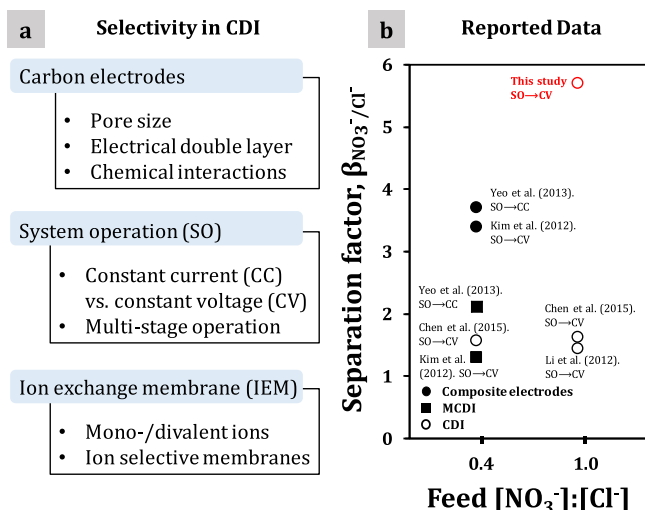 a
Selectivity in CDI
Carbon electrodes
• Pore size
• Electrical double layer
• Chemical interactions
System operation (SO)
• Constant current (CC)
vs. constant voltage (CV)
• Multi-stage operation
Ion exchange membrane (IEM)
• Mono-/divalent ions
• Ion selective membranes
b
Reported Data
Separation factor, βNO₃⁻/Cl⁻
6
5
4
3
2
1
0
This study
SO→CV
Yeo et al. (2013).
SO→CC
Kim et al. (2012).
SO→CV
Yeo et al. (2013).
SO→CC
Chen et al. (2015).
SO→CV
Chen et al. (2015).
SO→CV
Kim et al.
(2012). SO→CV
Li et al. (2012).
SO→CV
Composite electrodes
MCDI
CDI
0.4
1.0
Feed [NO₃⁻]:[Cl⁻]